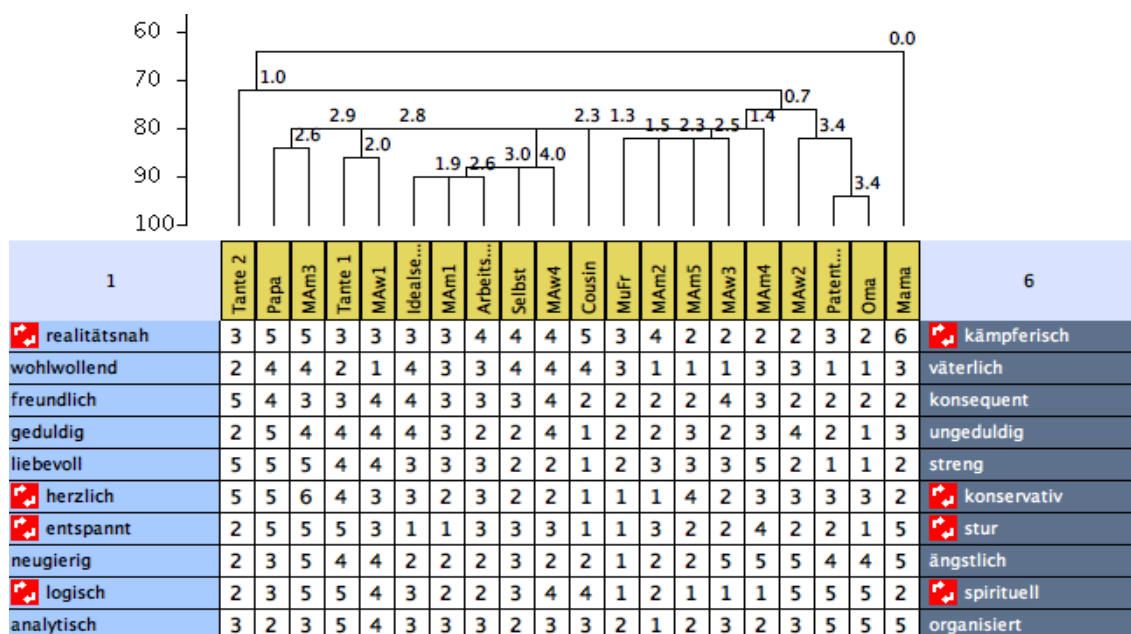 60
0.0
70
1.0
0.7
80
2.9 2.8 2.3 1.3 1.4
2.6 1.5 2.3 2.5 3.4
2.0
90
1.9 2.6 3.0 4.0
3.4
100
1 Tante 2 Papa MAm3 Tante 1 MAw1 Idealse... MAm1 Arbeits... Selbst MAw4 Cousin MuFr MAm2 MAm5 MAw3 MAm4 MAw2 Patent... Oma Mama 6
realitätsnah 3 5 5 3 3 3 3 4 4 4 5 3 4 2 2 2 2 3 2 6 kämpferisch
wohlwollend 2 4 4 2 1 4 3 3 4 4 4 3 1 1 1 3 3 1 1 3 väterlich
freundlich 5 4 3 3 4 4 3 3 3 4 2 2 2 2 4 3 2 2 2 2 konsequent
geduldig 2 5 4 4 4 4 3 2 2 4 1 2 2 3 2 3 4 2 1 3 ungeduldig
liebevoll 5 5 5 4 4 3 3 3 2 2 1 2 3 3 3 5 2 1 1 2 streng
herzlich 5 5 6 4 3 3 2 3 2 2 1 1 1 4 2 3 3 3 3 2 konservativ
entspannt 2 5 5 5 3 1 1 3 3 3 1 1 3 2 2 4 2 2 1 5 stur
neugierig 2 3 5 4 4 2 2 2 3 2 2 1 2 2 5 5 5 4 4 5 ängstlich
logisch 2 3 5 5 4 3 2 2 3 4 4 1 2 1 1 1 5 5 5 2 spirituell
analytisch 3 2 3 5 4 3 3 3 2 3 3 2 1 2 3 2 3 5 5 5 organisiert